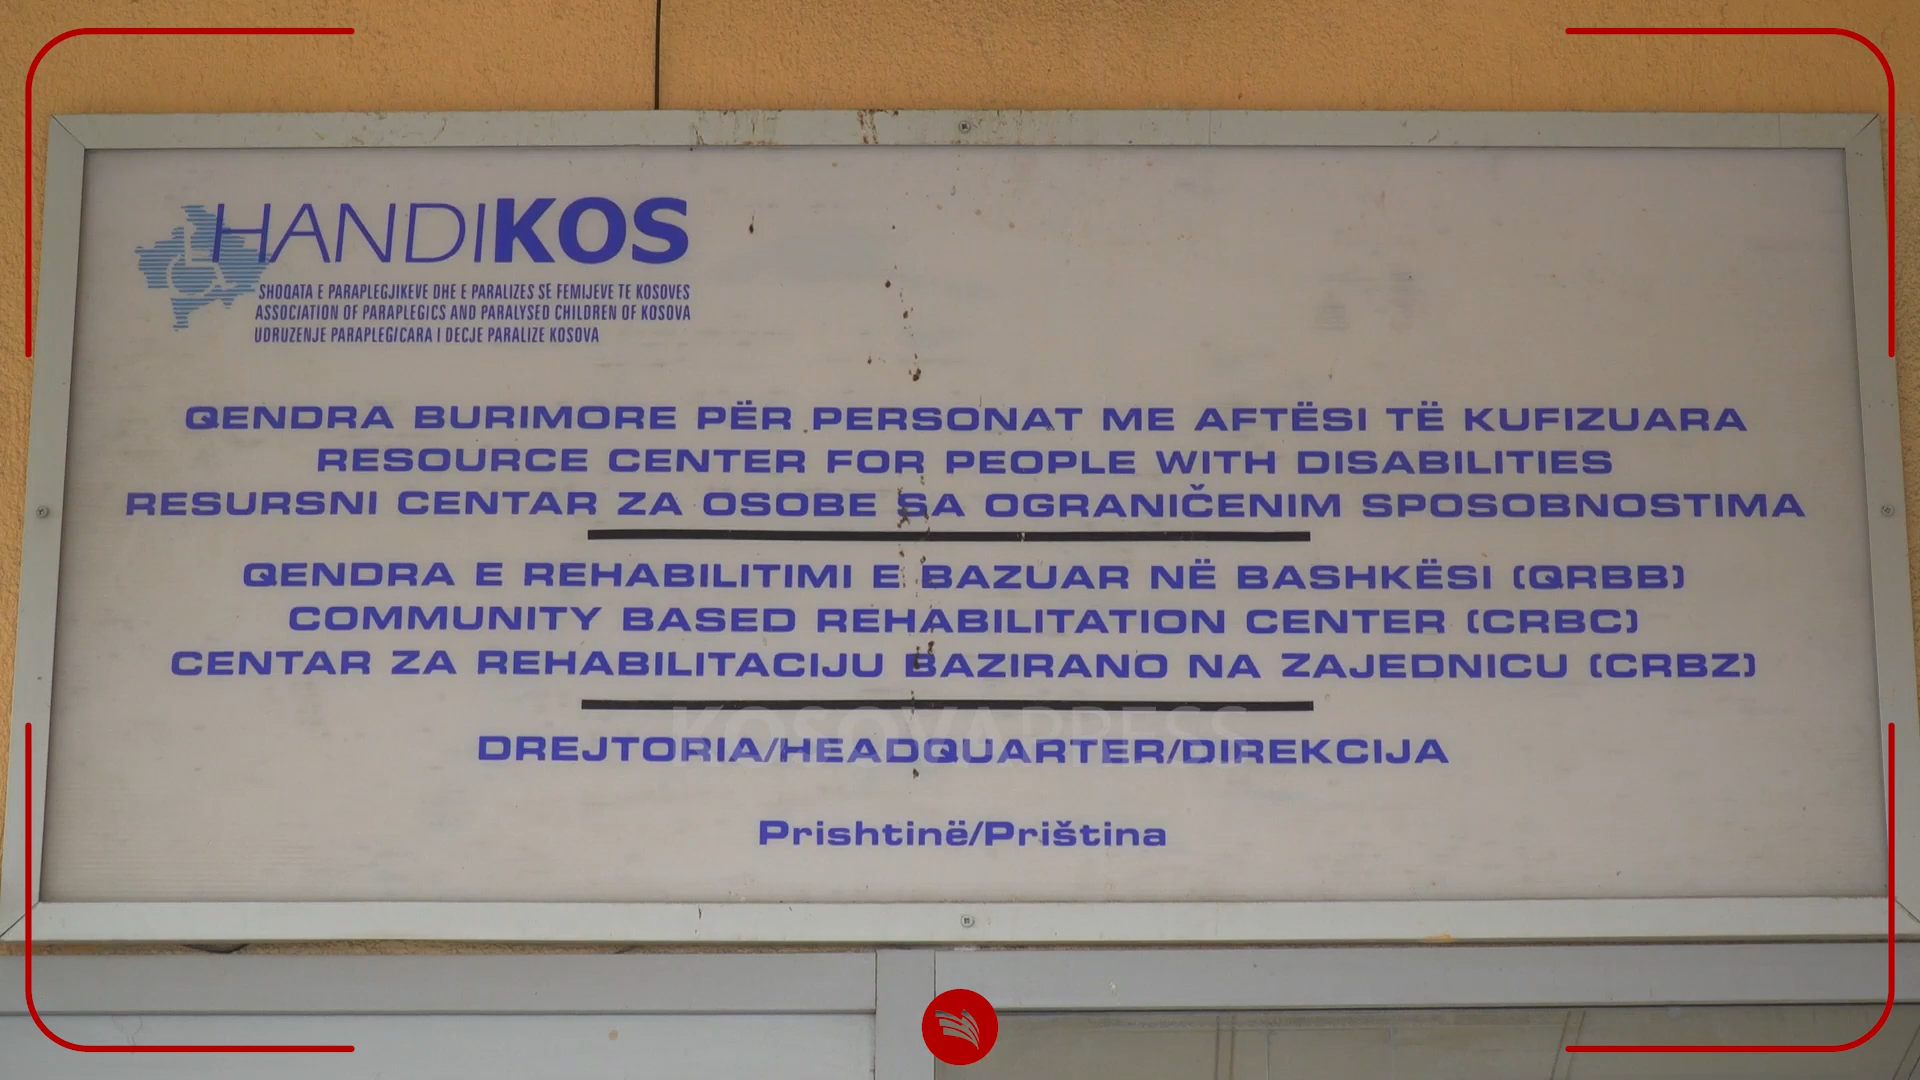 HANDIKOS
SHOQATA E PARAPLEGJIKEVE DHE E PARALIZES SE FEMIJEVE TE KOSOVES
ASSOCIATION OF PARAPLEGICS AND PARALYSED CHILDREN OF KOSOVA
UDRUZENJE PARAPLEGICARA I DECJE PARALIZE KOSOVA
QENDRA BURIMORE PËR PERSONAT ME AFTËSI TË KUFIZUARA
RESOURCE CENTER FOR PEOPLE WITH DISABILITIES
RESURSNI CENTAR ZA OSOBE SA OGRANIČENIM SPOSOBNOSTIMA
QENDRA E REHABILITIMI E BAZUAR NË BASHKËSI (QRBB)
COMMUNITY BASED REHABILITATION CENTER (CRBC)
CENTAR ZA REHABILITACIJU BAZIRANO NA ZAJEDNICU (CRBZ)
KOSOVAPRESS
DREJTORIA/HEADQUARTER/DIREKCIJA
Prishtinë/Priština